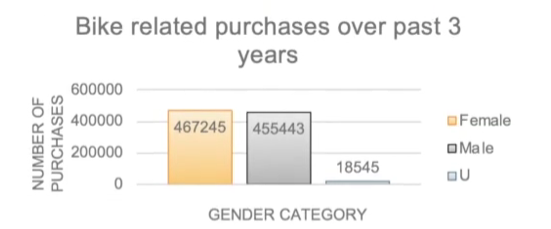 Bike related purchases over past 3
years
NUMBER OF
PURCHASES
600000
400000
200000
0
467245
455443
18545
Female
Male
U
GENDER CATEGORY